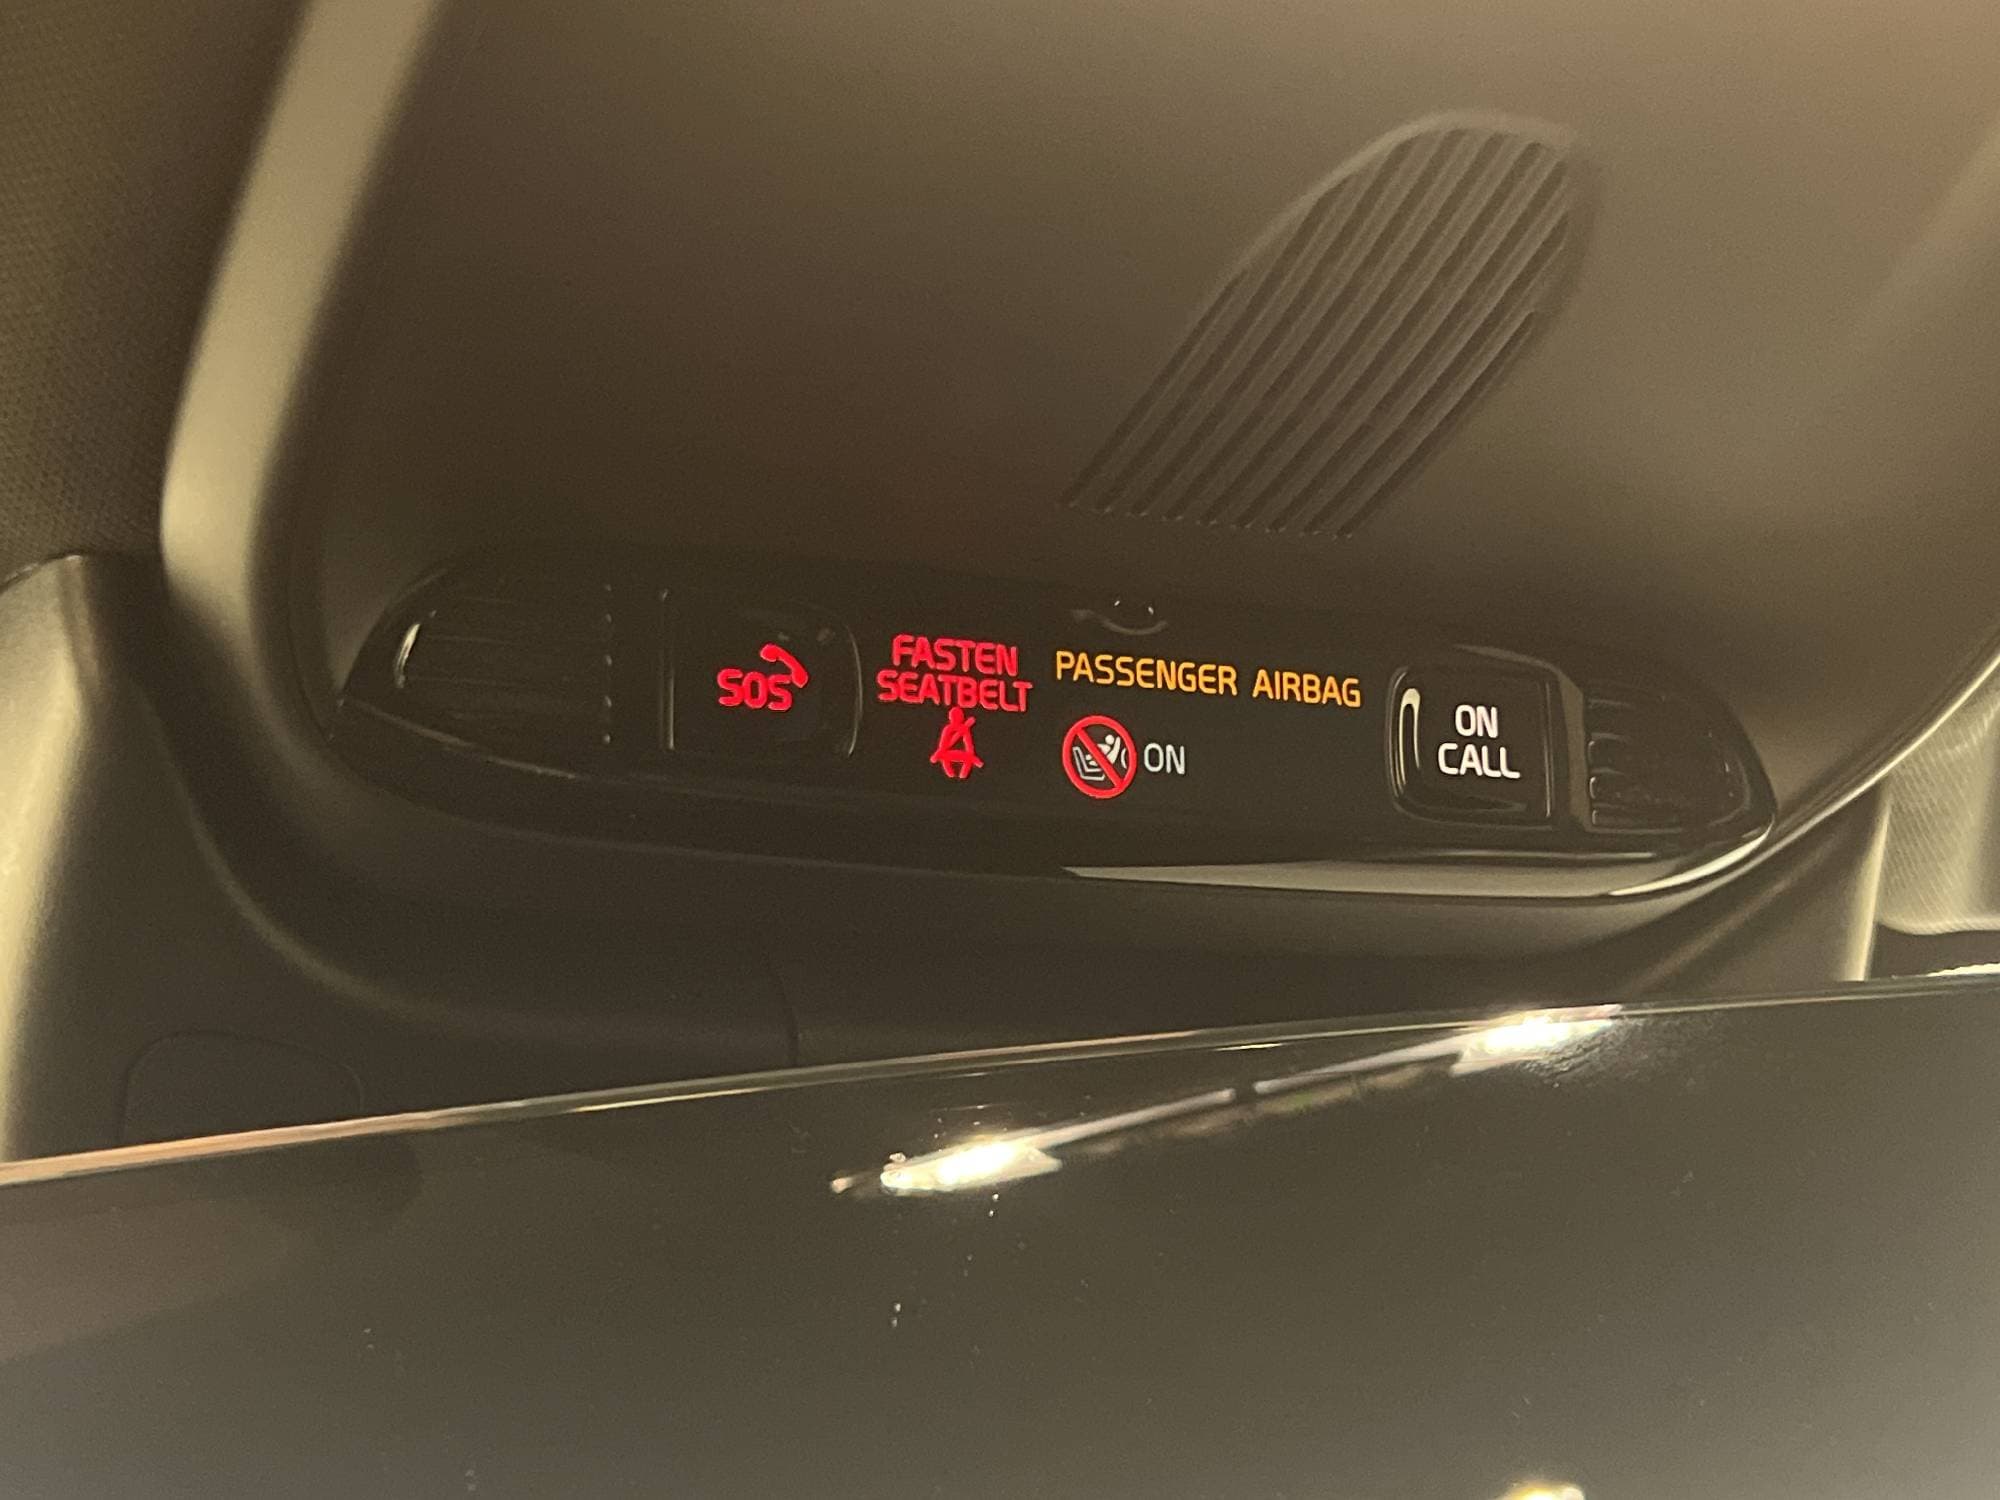 SOS
FASTEN
SEATBELT
PASSENGER AIRBAG
ON
ON
CALL